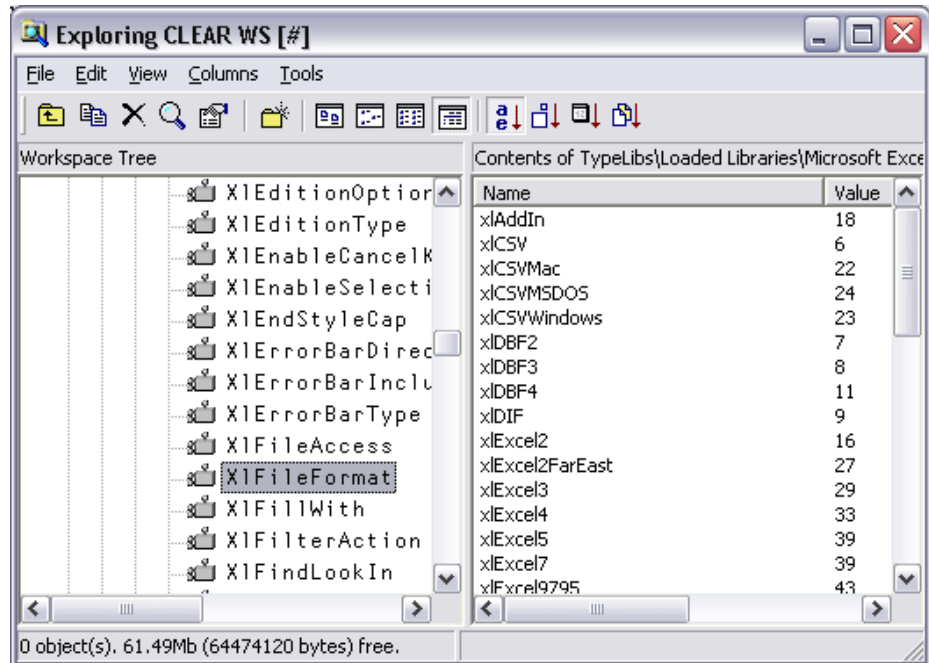 Exploring CLEAR WS [#]
File Edit View Columns Tools
Workspace Tree
XlEditionOption
XlEditionType
XlEnableCancelK
XlEnableSelecti
XlEndStyleCap
XlErrorBarDirec
XlErrorBarInclu
XlErrorBarType
XlFileAccess
XlFileFormat
XlFillWith
XlFilterAction
XlFindLookIn
Contents of TypeLibs\Loaded Libraries\Microsoft Exce
Name Value
xlAddIn 18
xlCSV 6
xlCSVMac 22
xlCSVMSDOS 24
xlCSVWindows 23
xlDBF2 7
xlDBF3 8
xlDBF4 11
xlDIF 9
xlExcel2 16
xlExcel2FarEast 27
xlExcel3 29
xlExcel4 33
xlExcel5 39
xlExcel7 39
xlExcel9795 43
0 object(s). 61.49Mb (64474120 bytes) free.